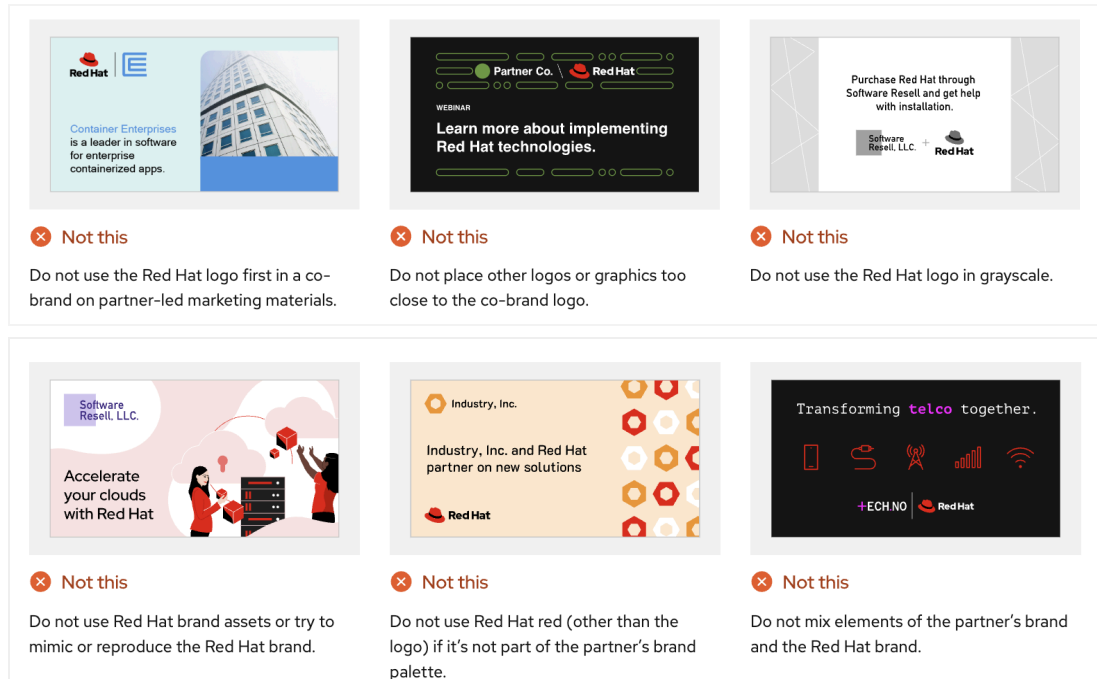 Red Hat
Container Enterprises
is a leader in software
for enterprise
containerized apps.
Not this
Do not use the Red Hat logo first in a co-
brand on partner-led marketing materials.
Partner Co. \ Red Hat
WEBINAR
Learn more about implementing
Red Hat technologies.
Not this
Do not place other logos or graphics too
close to the co-brand logo.
Purchase Red Hat through
Software Resell and get help
with installation.
Software
Resell, LLC.
+
Red Hat
Not this
Do not use the Red Hat logo in grayscale.
Software
Resell, LLC.
Accelerate
your clouds
with Red Hat
Not this
Do not use Red Hat brand assets or try to
mimic or reproduce the Red Hat brand.
Industry, Inc.
Industry, Inc. and Red Hat
partner on new solutions
Red Hat
Not this
Do not use Red Hat red (other than the
logo) if it’s not part of the partner’s brand
palette.
Transforming telco together.
+ECH.NO
Red Hat
Not this
Do not mix elements of the partner’s brand
and the Red Hat brand.